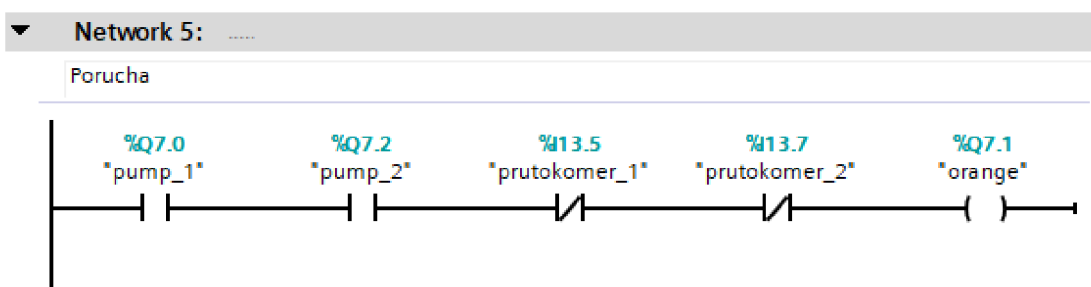 Network 5: .....
Porucha
%Q7.0 %Q7.2 %I13.5 %I13.7 %Q7.1
"pump_1" "pump_2" "prutokomer_1" "prutokomer_2" "orange"